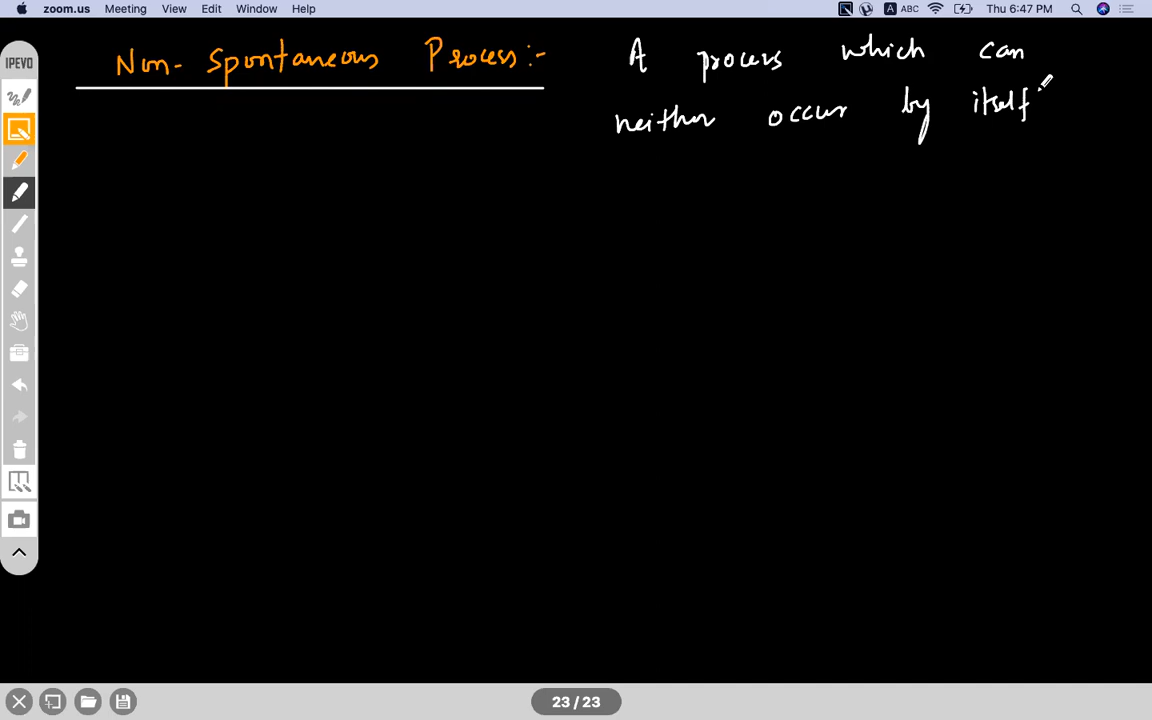 zoom.us Meeting View Edit Window Help A ABC Thu 6:47 PM
IPEVO
Non- Spontaneous Process :- A process which can
neither occur by itself
23 / 23